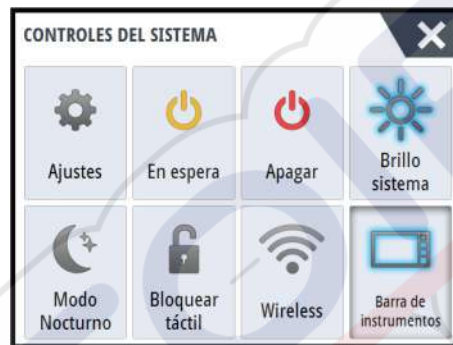 CONTROLES DEL SISTEMA
Ajustes
En espera
Apagar
Brillo
sistema
Modo
Nocturno
Bloquear
táctil
Wireless
Barra de
instrumentos